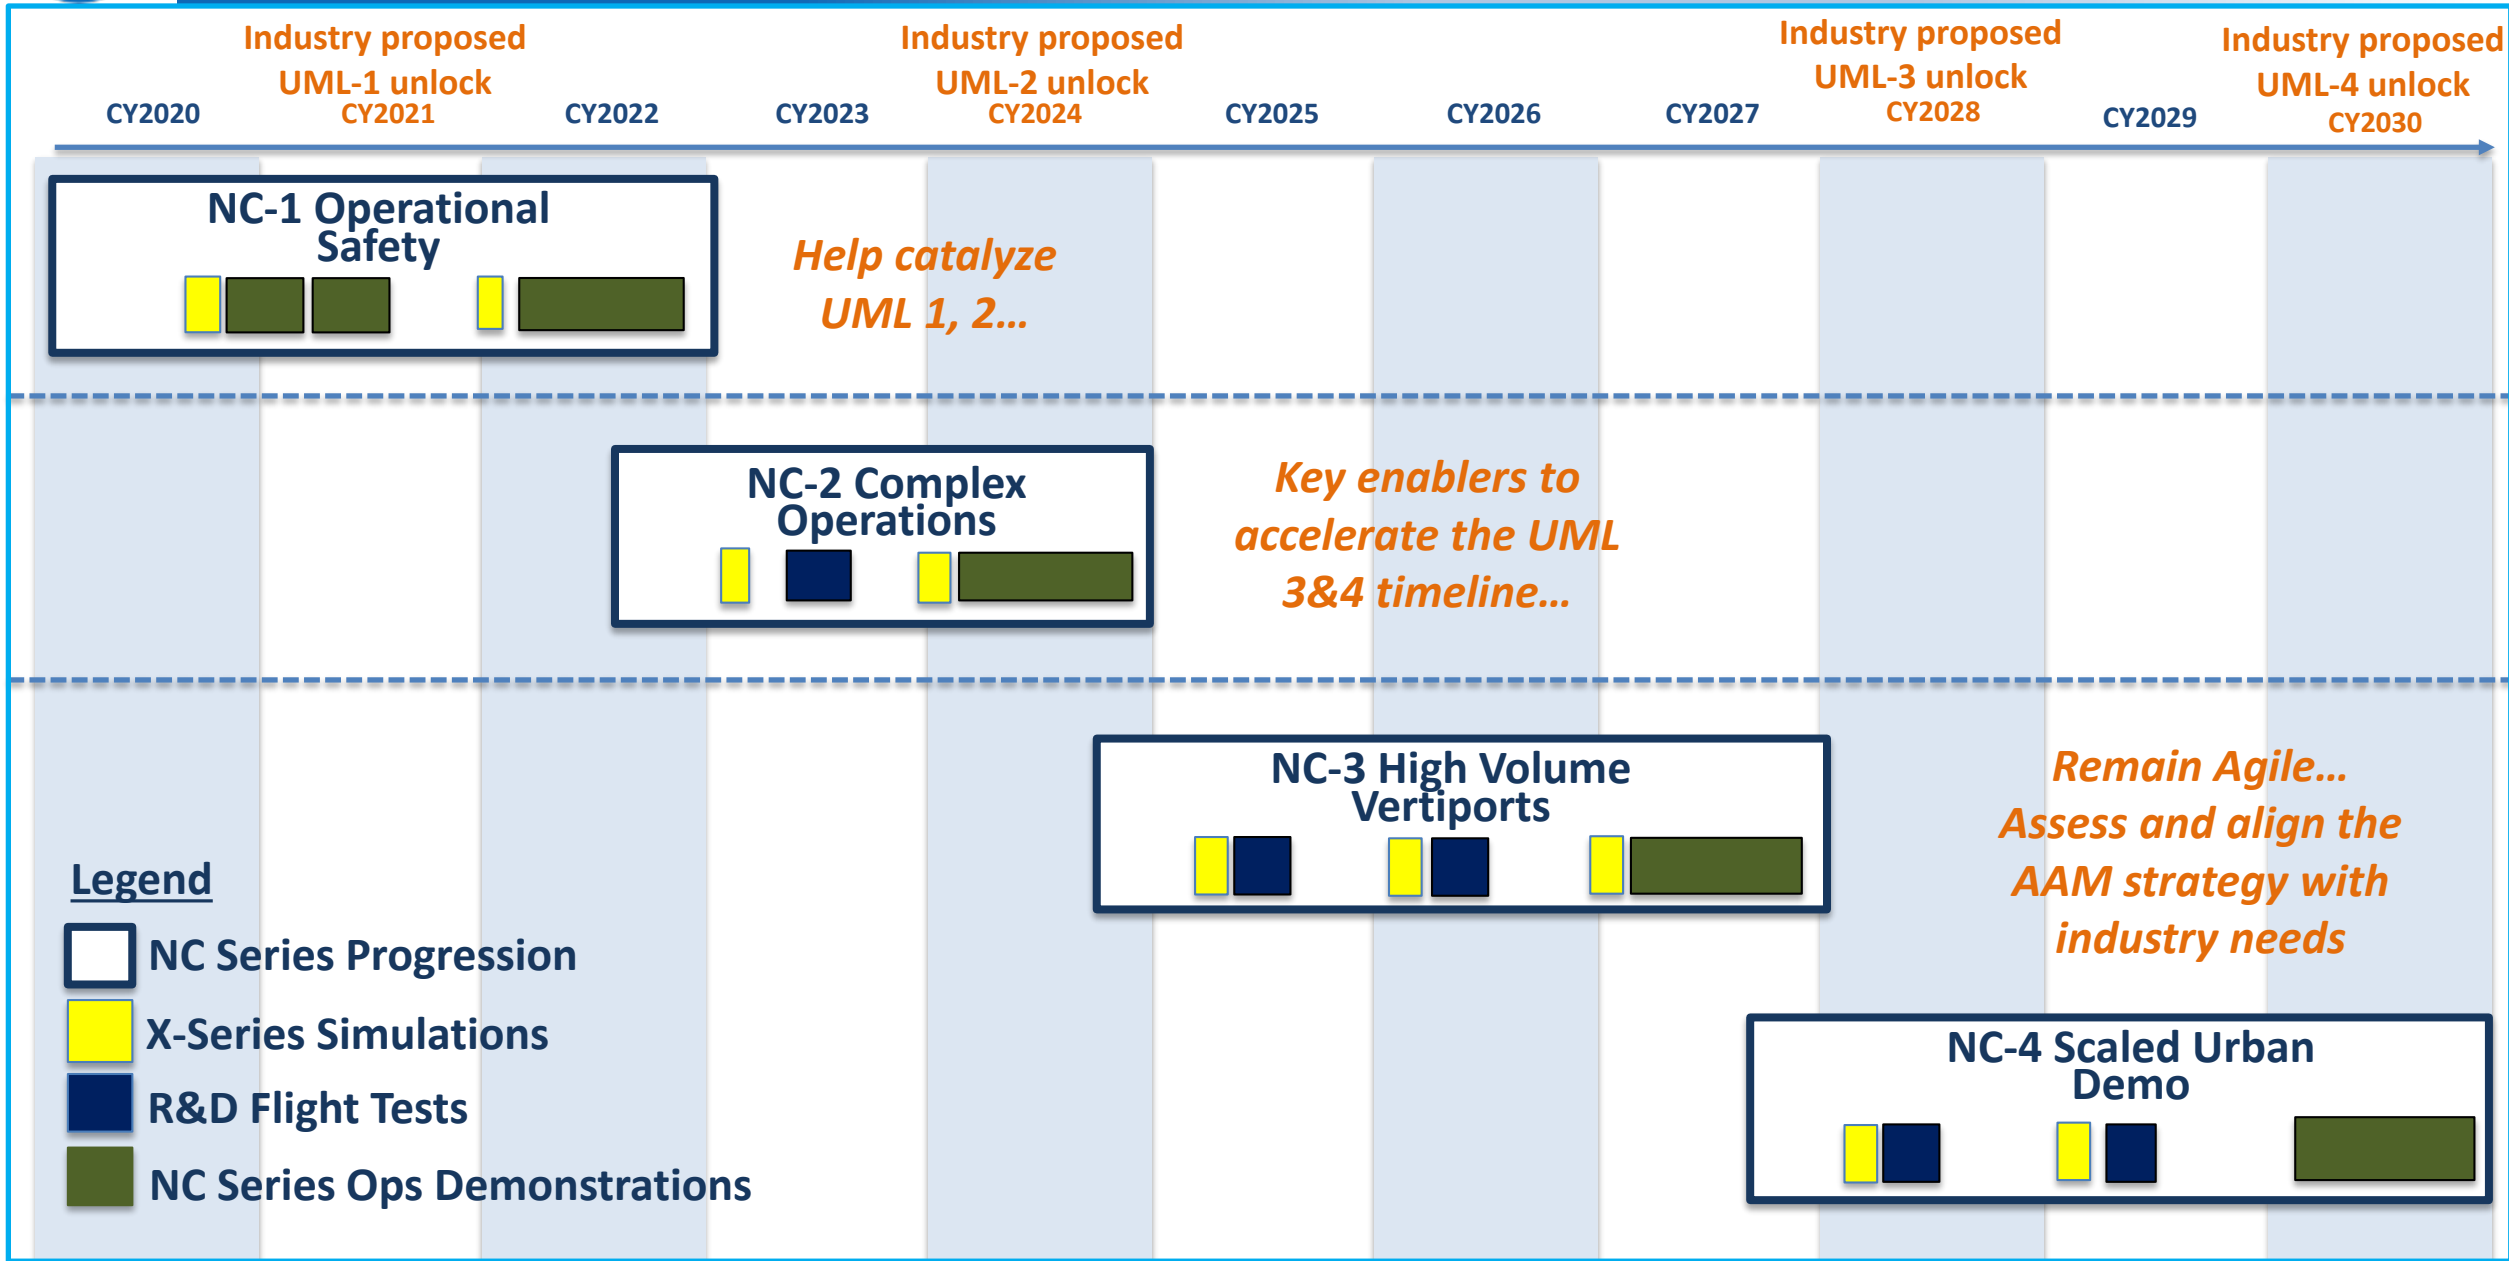 Industry proposed
UML-1 unlock
CY2021
Industry proposed
UML-2 unlock
CY2024
Industry proposed
UML-3 unlock
CY2028
Industry proposed
UML-4 unlock
CY2030
CY2020
CY2022
CY2023
CY2025
CY2026
CY2027
CY2029
NC-1 Operational
Safety
Help catalyze
UML 1, 2...
NC-2 Complex
Operations
Key enablers to
accelerate the UML
3&4 timeline...
NC-3 High Volume
Vertiports
Remain Agile...
Assess and align the
AAM strategy with
industry needs
NC-4 Scaled Urban
Demo
Legend
NC Series Progression
X-Series Simulations
R&D Flight Tests
NC Series Ops Demonstrations